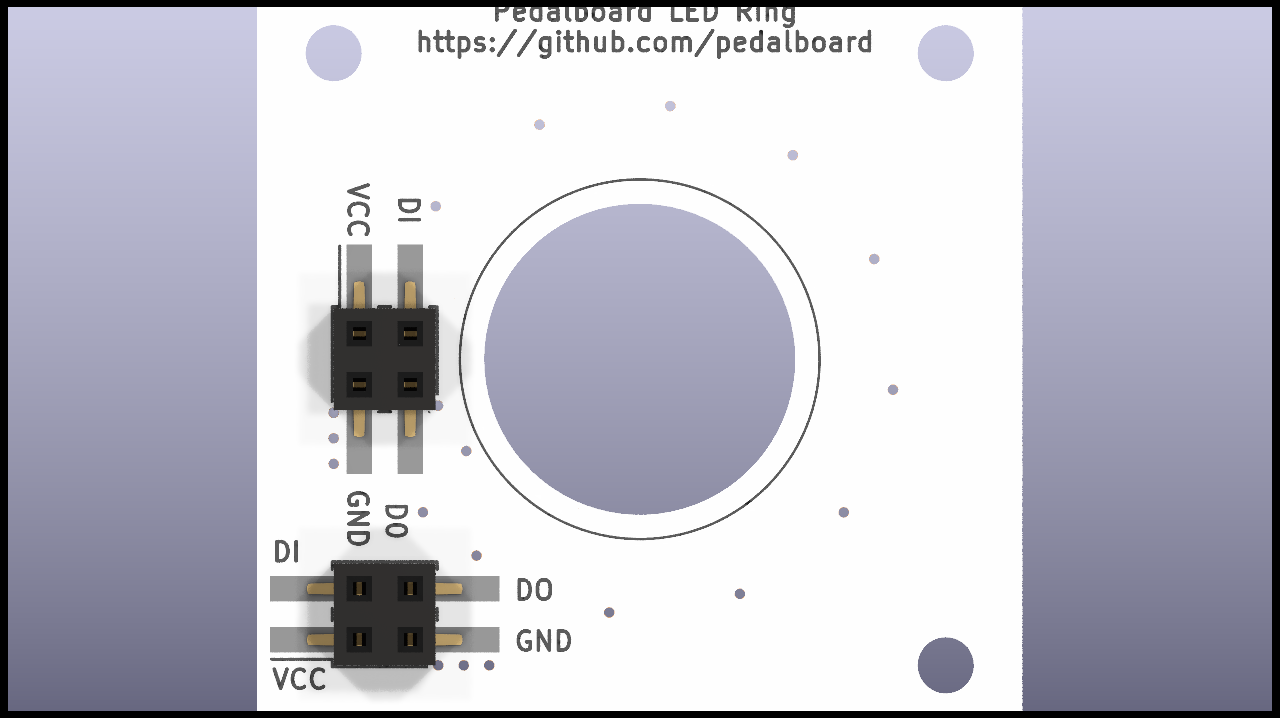 Pedalboard LED Ring
https://github.com/pedalboard
VCC
DI
GND
DO
DI
DO
GND
VCC